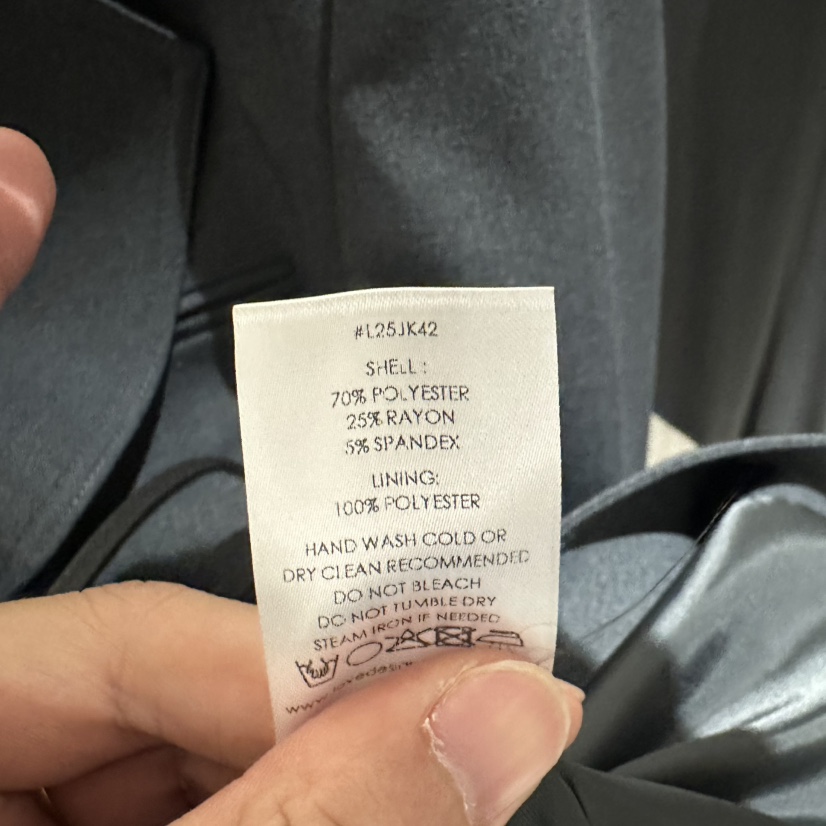 #L25JK42
SHELL:
70% POLYESTER
25% RAYON
5% SPANDEX
LINING:
100% POLYESTER
HAND WASH COLD OR
DRY CLEAN RECOMMENDED
DO NOT BLEACH
DO NOT TUMBLE DRY
STEAM IRON IF NEEDED